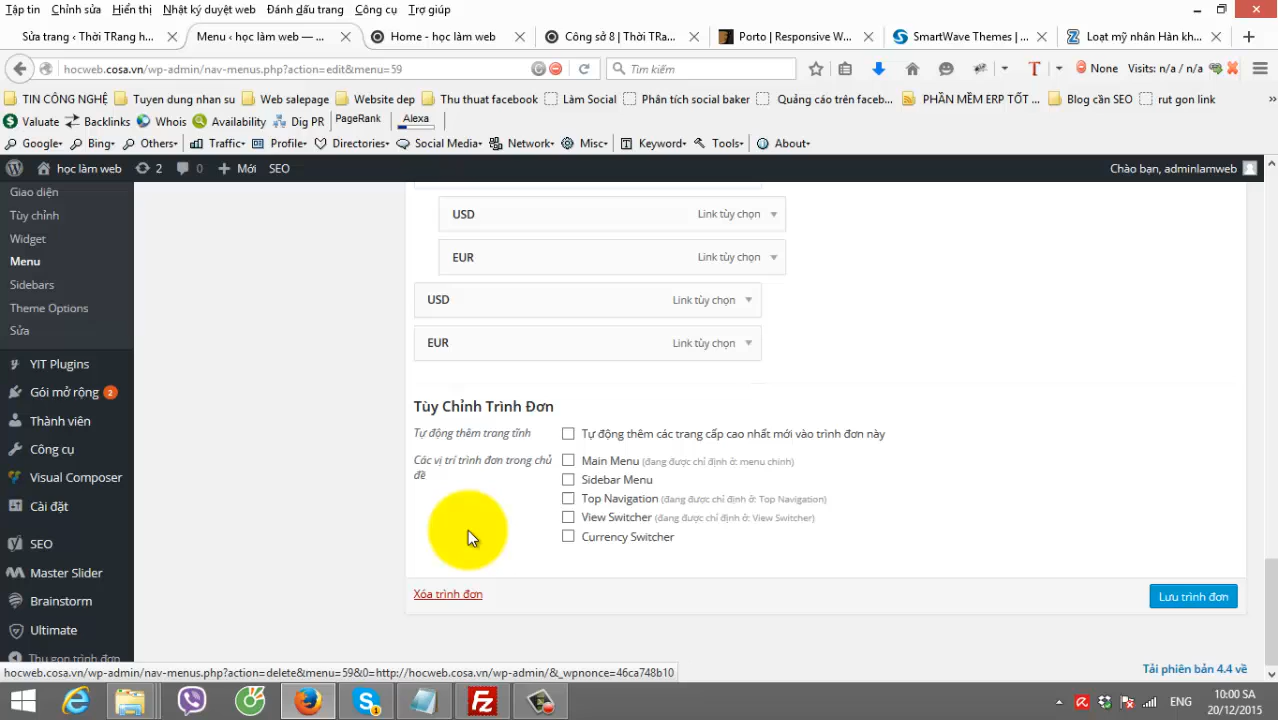 Tập tin Chỉnh sửa Hiển thị Nhật ký duyệt web Đánh dấu trang Công cụ Trợ giúp
Sửa trang ‹ Thời TRang h... Menu ‹ học làm web — ... Home - học làm web Công sở 8 | Thời TRa... Porto | Responsive W... SmartWave Themes | ... Loạt mỹ nhân Hàn kh...
hocweb.cosa.vn/wp-admin/nav-menus.php?action=edit&menu=59 Tìm kiếm None Visits: n/a / n/a
TIN CÔNG NGHỆ Tuyen dung nhan su Web salepage Website dep Thu thuat facebook Làm Social Phân tích social baker Quảng cáo trên faceb... PHẦN MỀM ERP TỐT ... Blog cần SEO rut gon link »
Valuate Backlinks Whois Availability Dig PR PageRank Alexa
Google Bing Others Traffic Profile Directories Social Media Network Misc Keyword Tools About
học làm web 2 0 Mới SEO Chào bạn, adminlamweb
Giao diện
Tùy chỉnh
Widget
Menu
Sidebars
Theme Options
Sửa
YIT Plugins
Gói mở rộng 2
Thành viên
Công cụ
Visual Composer
Cài đặt
SEO
Master Slider
Brainstorm
Ultimate
Thu gọn trình đơn
USD Link tùy chọn
EUR Link tùy chọn
USD Link tùy chọn
EUR Link tùy chọn
Tùy Chỉnh Trình Đơn
Tự động thêm trang tĩnh Tự động thêm các trang cấp cao nhất mới vào trình đơn này
Các vị trí trình đơn trong chủ
đề
Main Menu (đang được chỉ định ở: menu chinh)
Sidebar Menu
Top Navigation (đang được chỉ định ở: Top Navigation)
View Switcher (đang được chỉ định ở: View Switcher)
Currency Switcher
Xóa trình đơn Lưu trình đơn
Tải phiên bản 4.4 về
hocweb.cosa.vn/wp-admin/nav-menus.php?action=delete&menu=59&0=http://hocweb.cosa.vn/wp-admin/&_wpnonce=46ca748b10
ENG 10:00 SA
20/12/2015